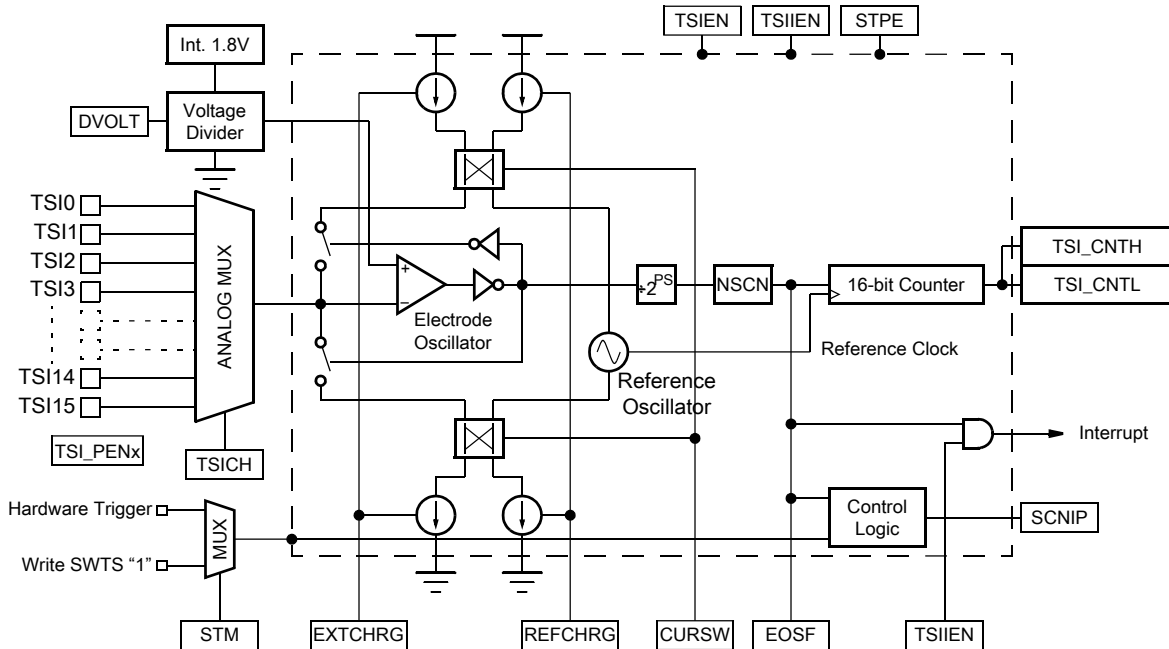 TSIEN
TSIIEN
STPE
Int. 1.8V
DVOLT
Voltage
Divider
TSI0
TSI1
TSI2
TSI3
TSI14
TSI15
ANALOG MUX
TSI_PENx
TSICH
+
−
Electrode
Oscillator
÷2^PS
NSCN
16-bit Counter
TSI_CNTH
TSI_CNTL
Reference Clock
Reference
Oscillator
Interrupt
Hardware Trigger
Write SWTS “1”
MUX
Control
Logic
SCNIP
STM
EXTCHRG
REFCHRG
CURSW
EOSF
TSIIEN